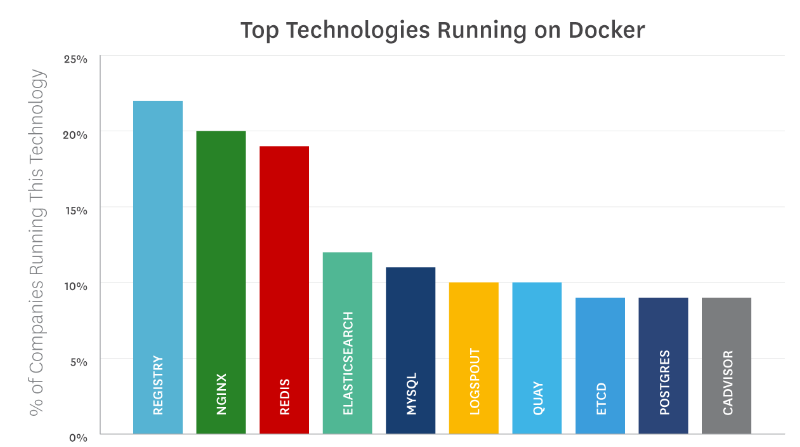 Top Technologies Running on Docker
% of Companies Running This Technology
25%
20%
15%
10%
5%
0%
REGISTRY
NGINX
REDIS
ELASTICSEARCH
MYSQL
LOGSPOUT
QUAY
ETCD
POSTGRES
CADVISOR